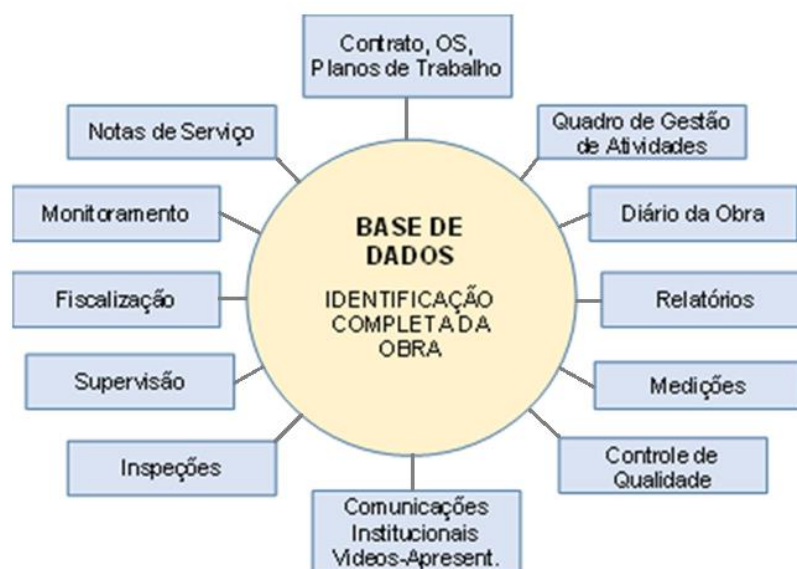 Contrato, OS,
Planos de Trabalho
Notas de Serviço
Quadro de Gestão
de Atividades
Monitoramento
Diário da Obra
BASE DE
DADOS
IDENTIFICAÇÃO
COMPLETA DA
OBRA
Fiscalização
Relatórios
Supervisão
Medições
Inspeções
Controle de
Qualidade
Comunicações
Institucionais
Videos-Apresent.